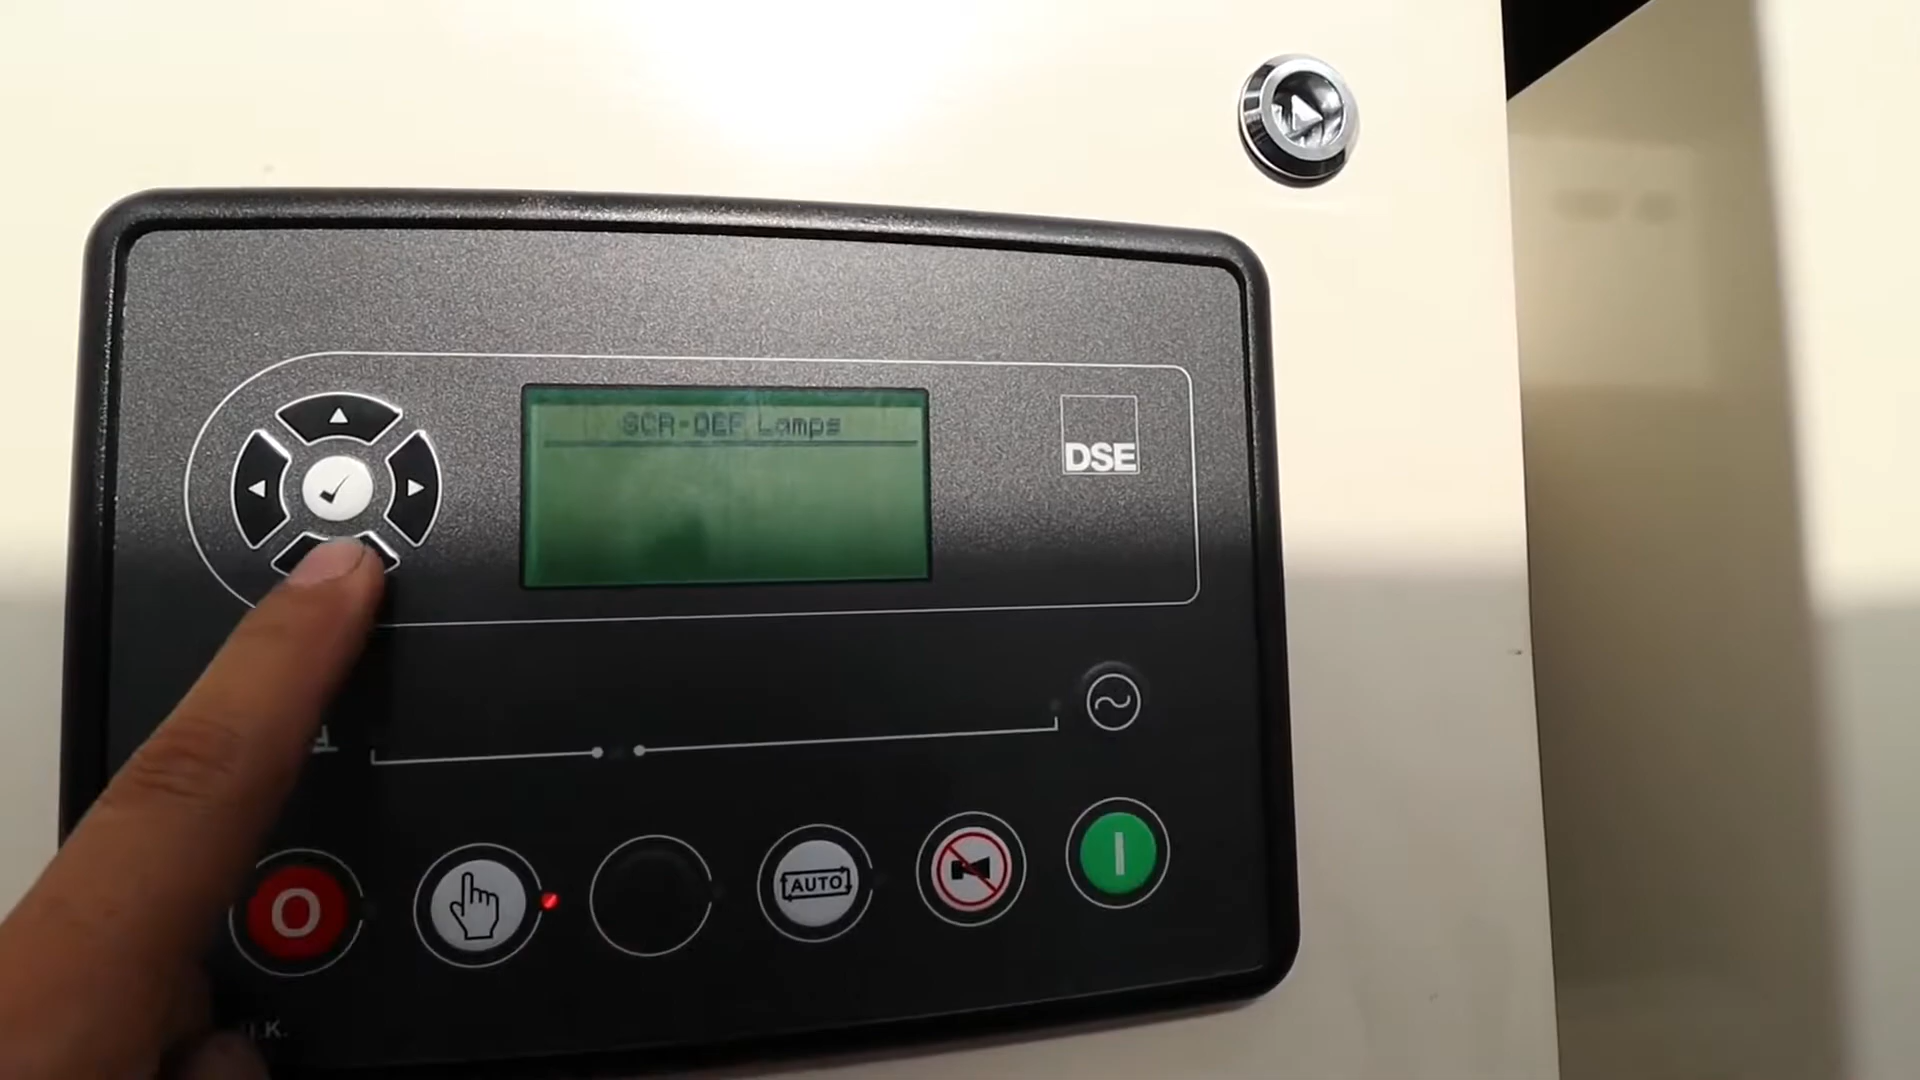 SCR-DEF Lamps
DSE
O
AUTO
I
U.K.